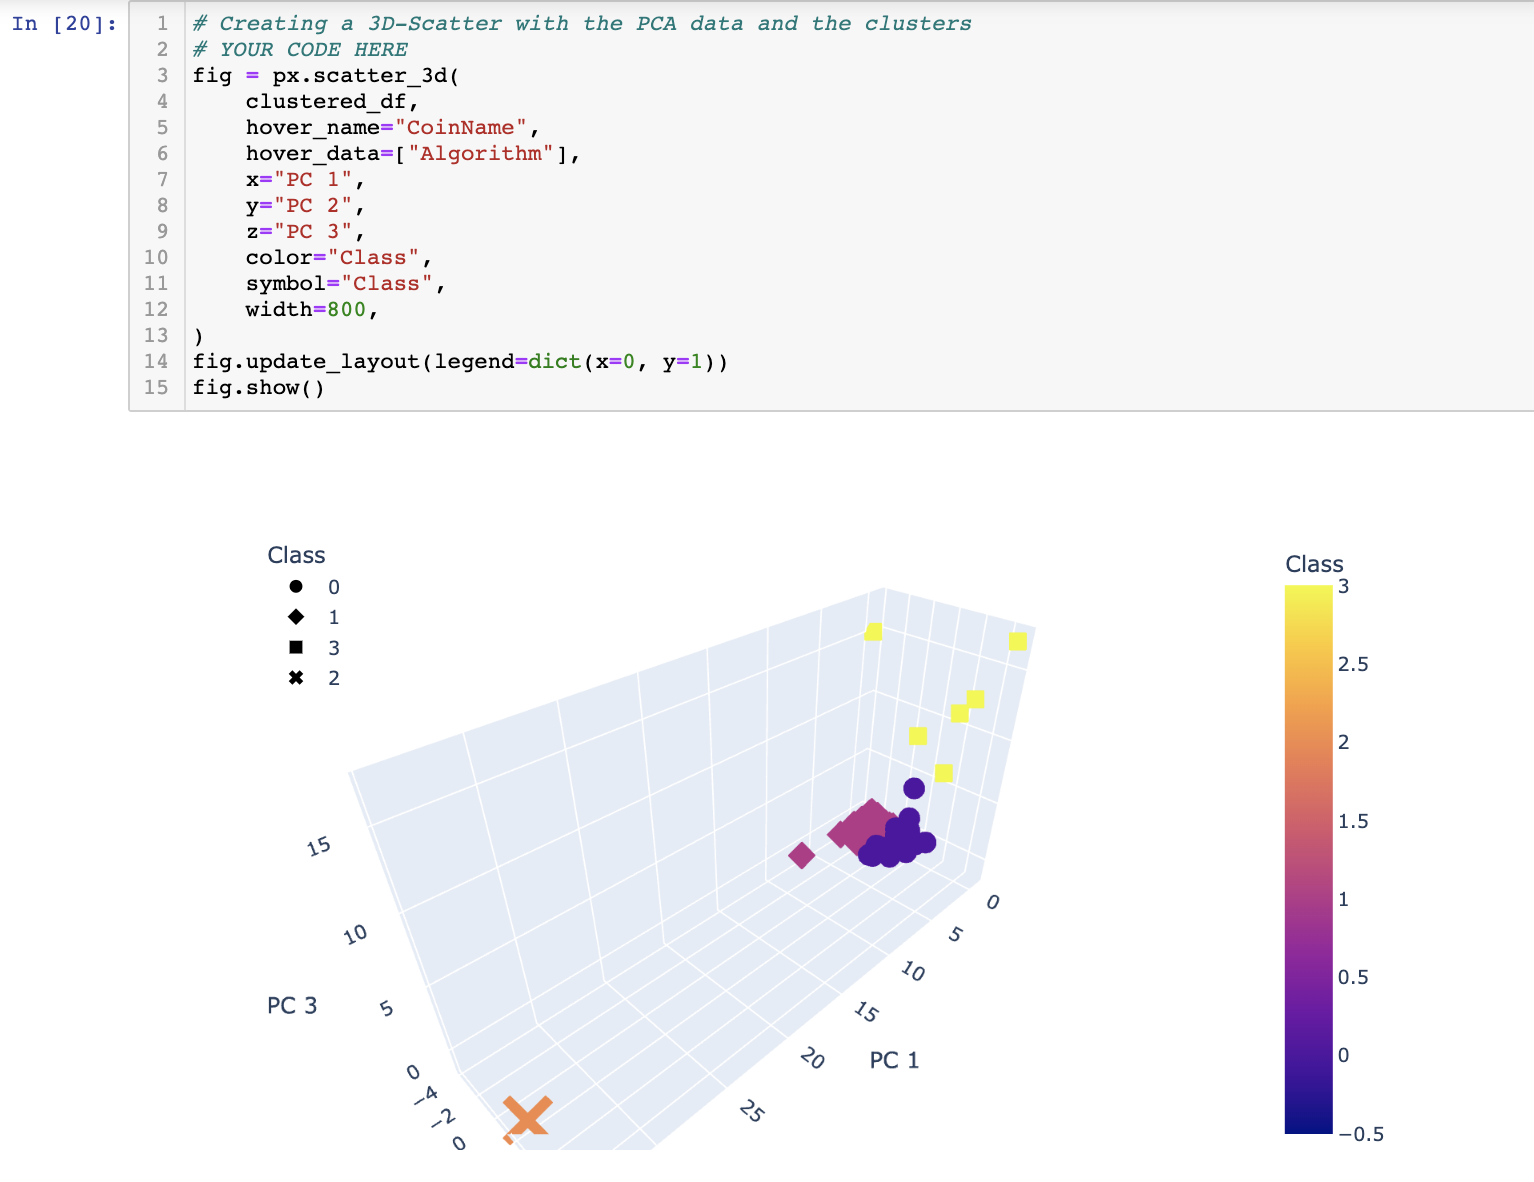 In [20]:
1 # Creating a 3D-Scatter with the PCA data and the clusters
2 # YOUR CODE HERE
3 fig = px.scatter_3d(
4     clustered_df,
5     hover_name="CoinName",
6     hover_data=["Algorithm"],
7     x="PC 1",
8     y="PC 2",
9     z="PC 3",
10     color="Class",
11     symbol="Class",
12     width=800,
13 )
14 fig.update_layout(legend=dict(x=0, y=1))
15 fig.show()
Class
0
1
3
2
Class
3
2.5
2
1.5
1
0.5
0
−0.5
15
10
5
0
PC 3
−4
−2
0
0
5
10
15
20
25
PC 1